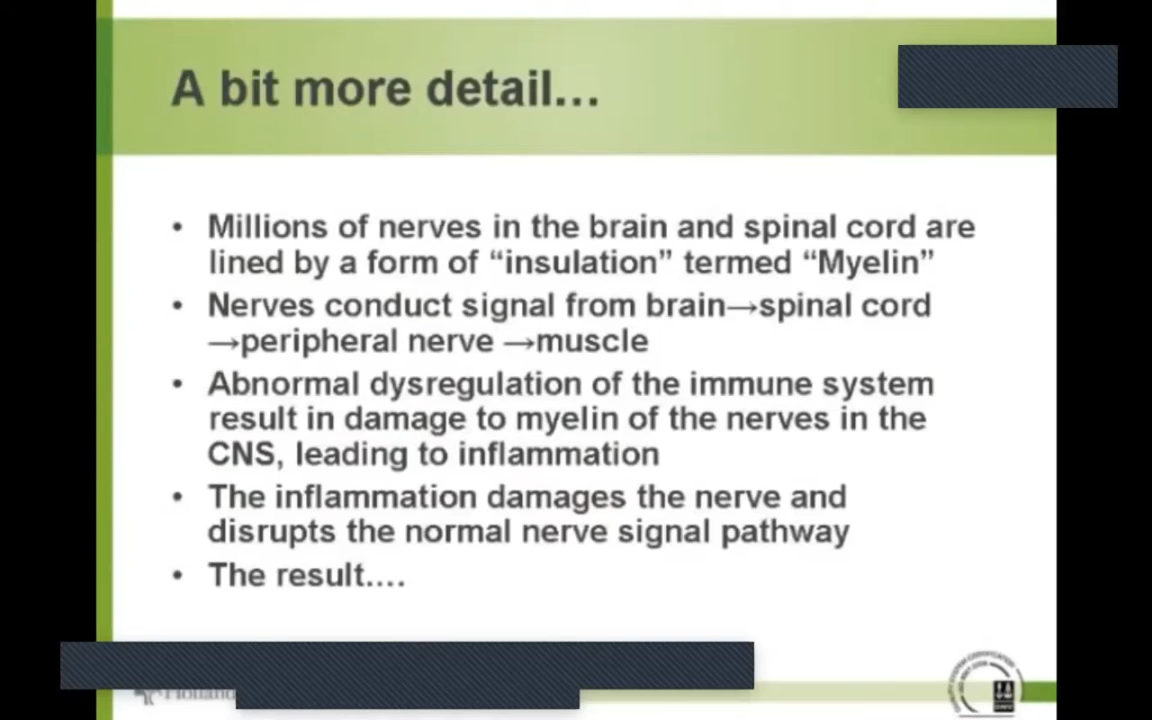 A bit more detail...
• Millions of nerves in the brain and spinal cord are
lined by a form of “insulation” termed “Myelin”
• Nerves conduct signal from brain→spinal cord
→peripheral nerve →muscle
• Abnormal dysregulation of the immune system
result in damage to myelin of the nerves in the
CNS, leading to inflammation
• The inflammation damages the nerve and
disrupts the normal nerve signal pathway
• The result....
Holland